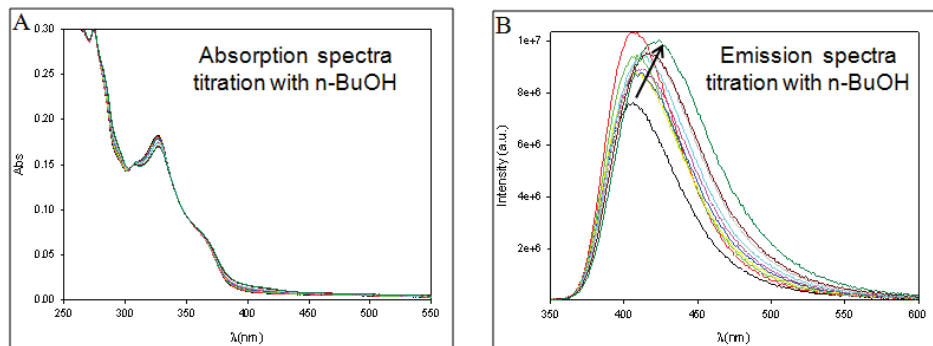 A
Absorption spectra
titration with n-BuOH
Abs
0.30
0.25
0.20
0.15
0.10
0.05
0.00
200 250 300 350 400 450 500 550
λ(nm)
B
Emission spectra
titration with n-BuOH
Intensity (a.u.)
1e+7
8e+6
6e+6
4e+6
2e+6
350 400 450 500 550 600
λ(nm)